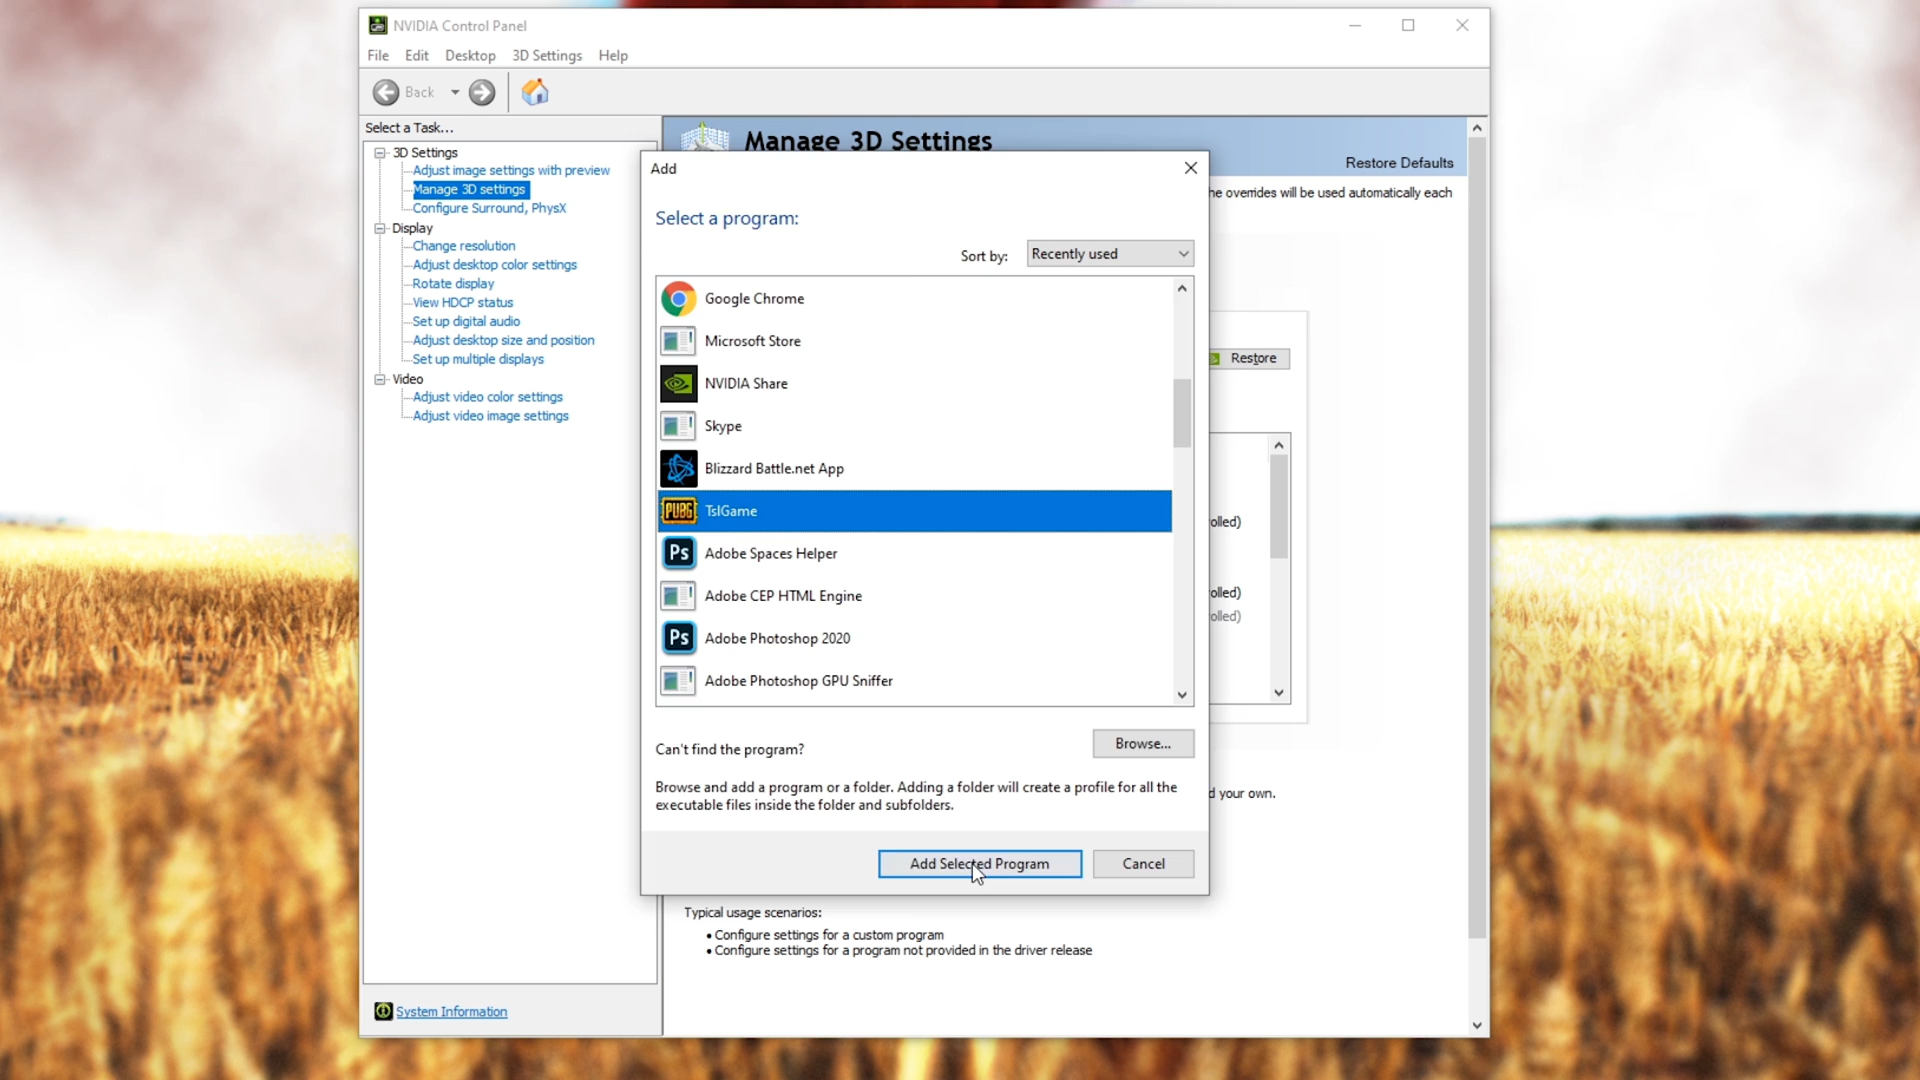 NVIDIA Control Panel
File Edit Desktop 3D Settings Help
Back
Select a Task...
3D Settings
Adjust image settings with preview
Manage 3D settings
Configure Surround, PhysX
Display
Change resolution
Adjust desktop color settings
Rotate display
View HDCP status
Set up digital audio
Adjust desktop size and position
Set up multiple displays
Video
Adjust video color settings
Adjust video image settings
System Information
Manage 3D Settings
Restore Defaults
he overrides will be used automatically each
Restore
olled)
olled)
olled)
d your own.
Add
Select a program:
Sort by: Recently used
Google Chrome
Microsoft Store
NVIDIA Share
Skype
Blizzard Battle.net App
PUBG TslGame
Ps Adobe Spaces Helper
Adobe CEP HTML Engine
Ps Adobe Photoshop 2020
Adobe Photoshop GPU Sniffer
Can't find the program? Browse...
Browse and add a program or a folder. Adding a folder will create a profile for all the
executable files inside the folder and subfolders.
Add Selected Program Cancel
Typical usage scenarios:
• Configure settings for a custom program
• Configure settings for a program not provided in the driver release